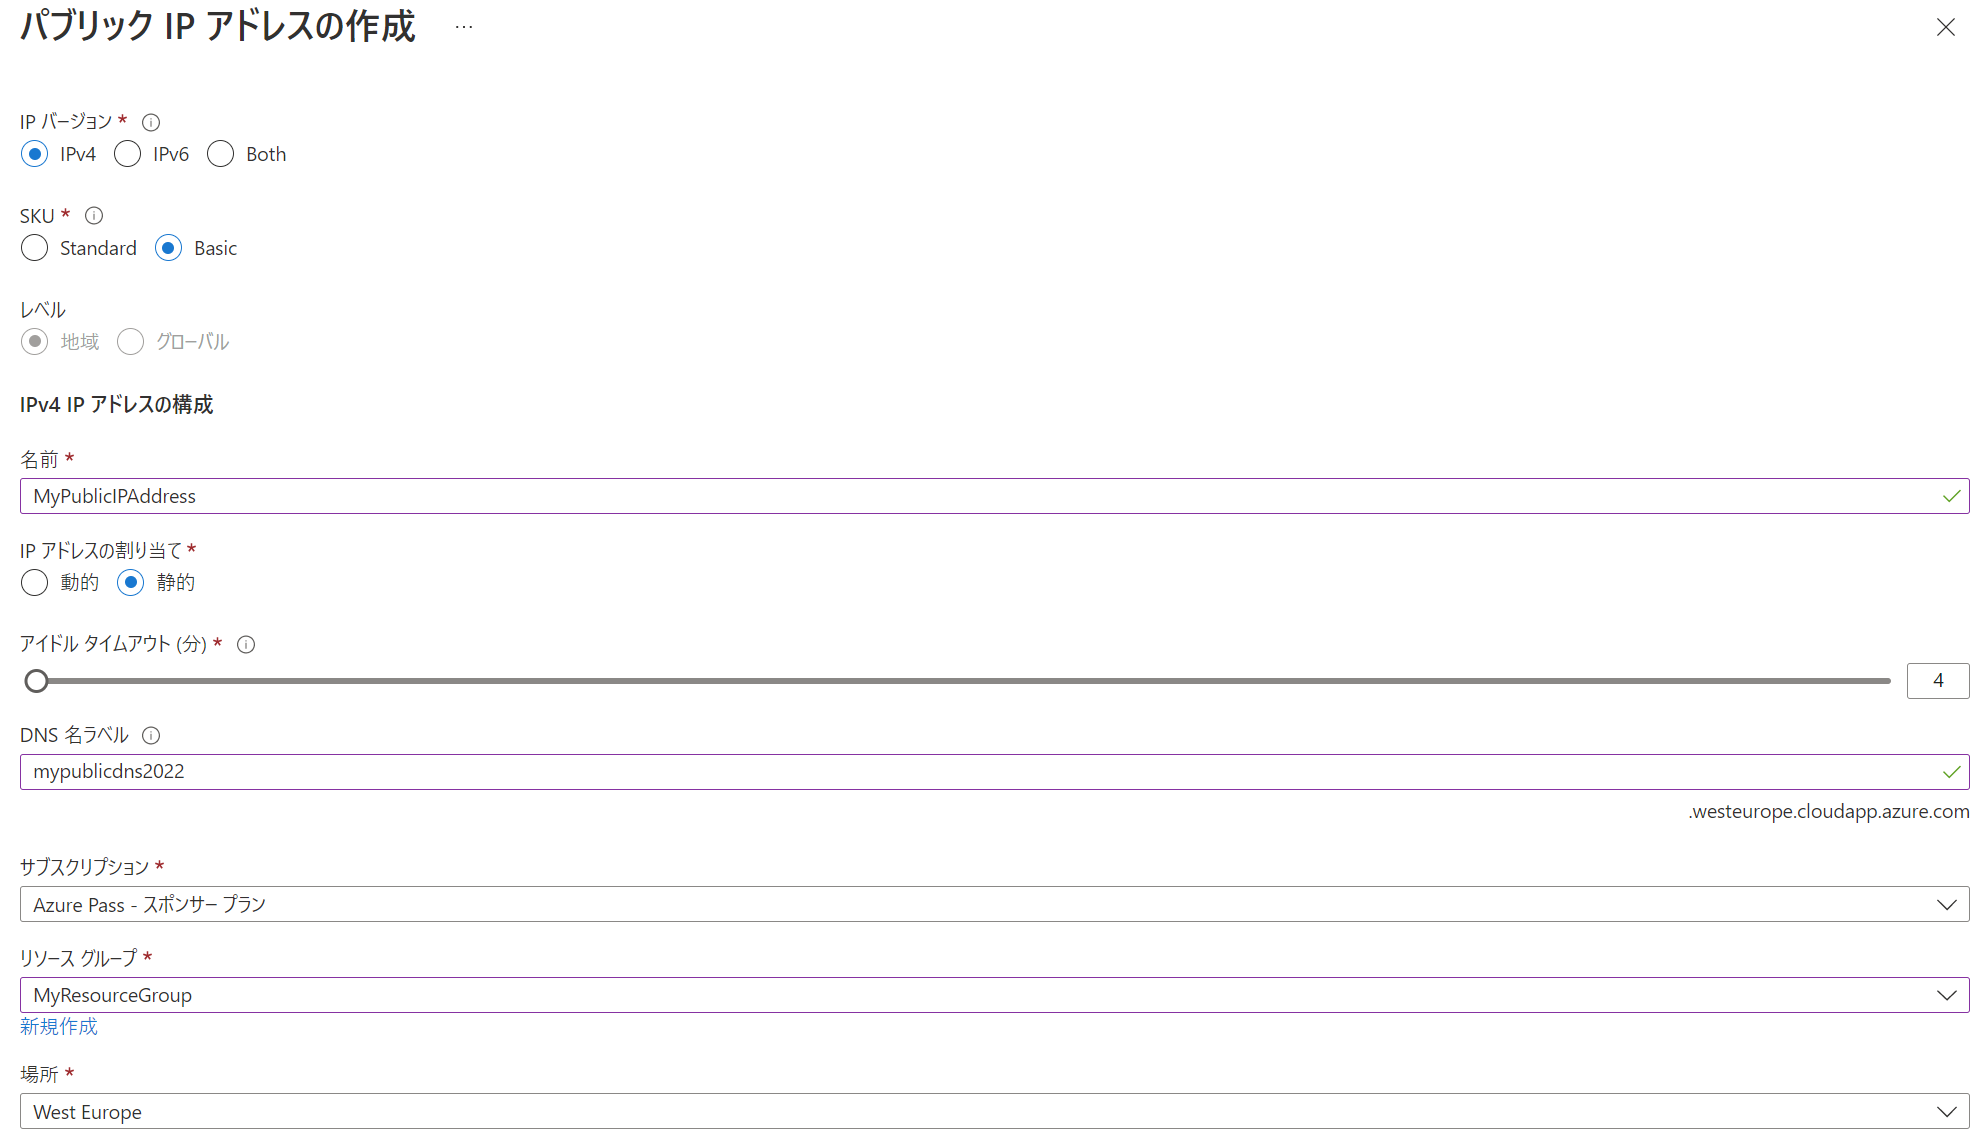 パブリック IP アドレスの作成 …
IP バージョン *
IPv4 IPv6 Both
SKU *
Standard Basic
レベル
地域 グローバル
IPv4 IP アドレスの構成
名前 *
MyPublicIPAddress
IP アドレスの割り当て *
動的 静的
アイドル タイムアウト (分) *
4
DNS 名ラベル
mypublicdns2022
.westeurope.cloudapp.azure.com
サブスクリプション *
Azure Pass - スポンサー プラン
リソース グループ *
MyResourceGroup
新規作成
場所 *
West Europe